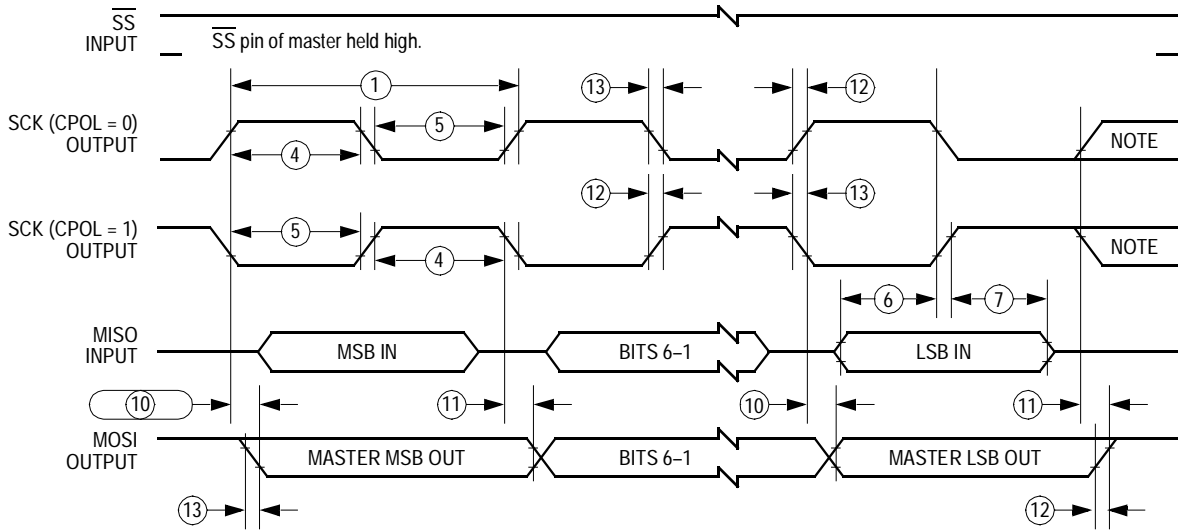 SS
INPUT
SS pin of master held high.
1
13
12
SCK (CPOL = 0)
OUTPUT
5
4
NOTE
12
13
SCK (CPOL = 1)
OUTPUT
5
4
NOTE
6
7
MISO
INPUT
MSB IN
BITS 6–1
LSB IN
10
11
10
11
MOSI
OUTPUT
MASTER MSB OUT
BITS 6–1
MASTER LSB OUT
13
12